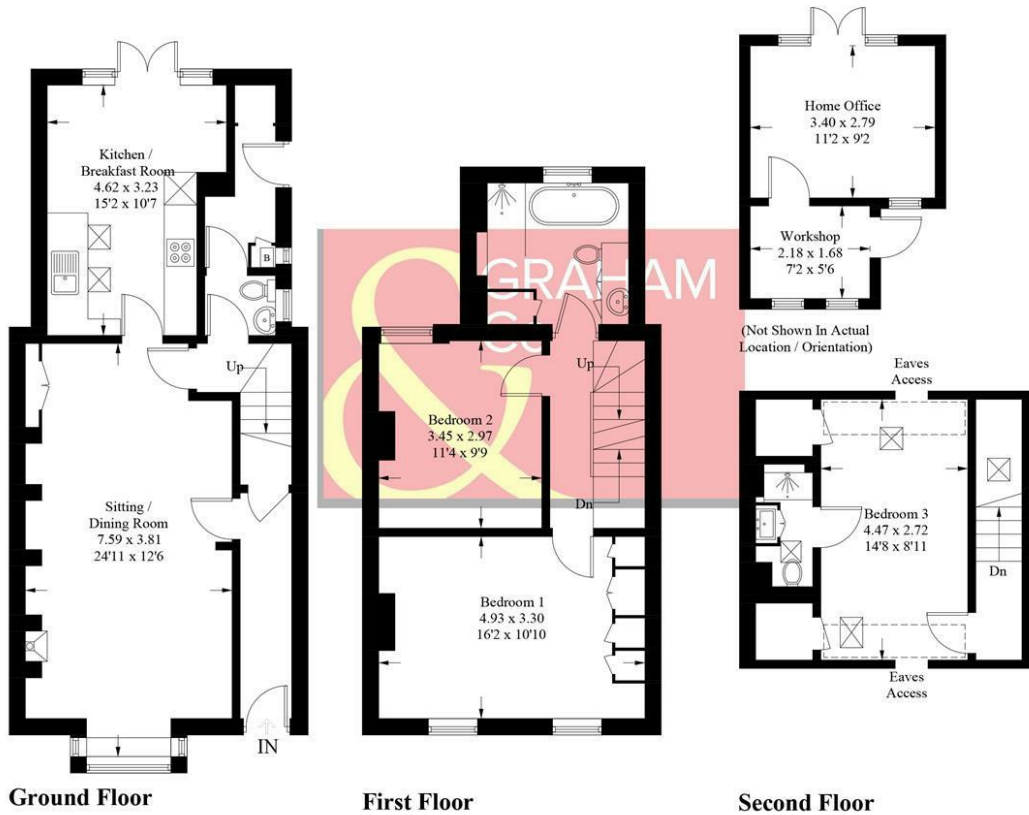 Kitchen /
Breakfast Room
4.62 x 3.23
15'2 x 10'7
B
Up
Sitting /
Dining Room
7.59 x 3.81
24'11 x 12'6
IN
Ground Floor
GRAHAM
&
Co
Up
Bedroom 2
3.45 x 2.97
11'4 x 9'9
Dn
Bedroom 1
4.93 x 3.30
16'2 x 10'10
First Floor
Home Office
3.40 x 2.79
11'2 x 9'2
Workshop
2.18 x 1.68
7'2 x 5'6
(Not Shown In Actual
Location / Orientation)
Eaves
Access
Bedroom 3
4.47 x 2.72
14'8 x 8'11
Dn
Eaves
Access
Second Floor